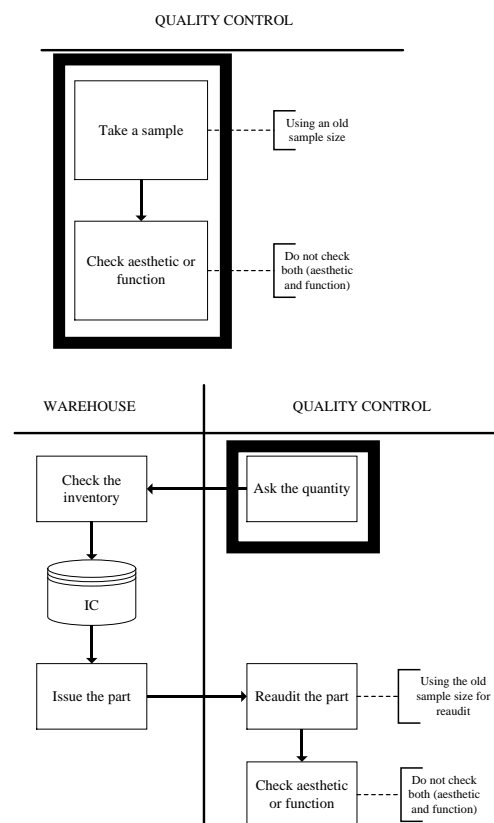 QUALITY CONTROL
Take a sample
Using an old
sample size
Check aesthetic or
function
Do not check
both (aesthetic
and function)
WAREHOUSE
QUALITY CONTROL
Check the
inventory
Ask the quantity
IC
Issue the part
Reaudit the part
Using the old
sample size for
reaudit
Check aesthetic
or function
Do not check
both (aesthetic
and function)